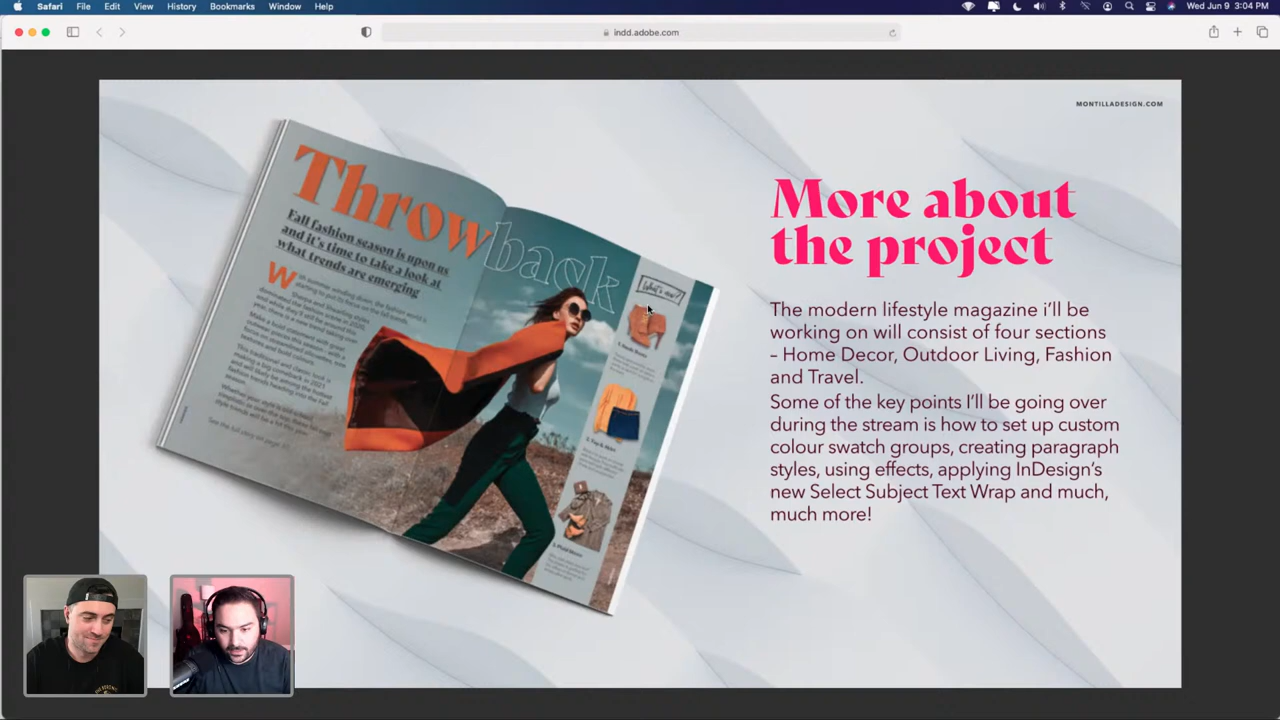 Safari File Edit View History Bookmarks Window Help
Wed Jun 9 3:04 PM
indd.adobe.com
MONTILLADESIGN.COM
Throw
back
Fall fashion season is upon us
and it's time to take a look at
what trends are emerging
What's new?
More about
the project
The modern lifestyle magazine i'll be
working on will consist of four sections
– Home Decor, Outdoor Living, Fashion
and Travel.
Some of the key points I'll be going over
during the stream is how to set up custom
colour swatch groups, creating paragraph
styles, using effects, applying InDesign's
new Select Subject Text Wrap and much,
much more!